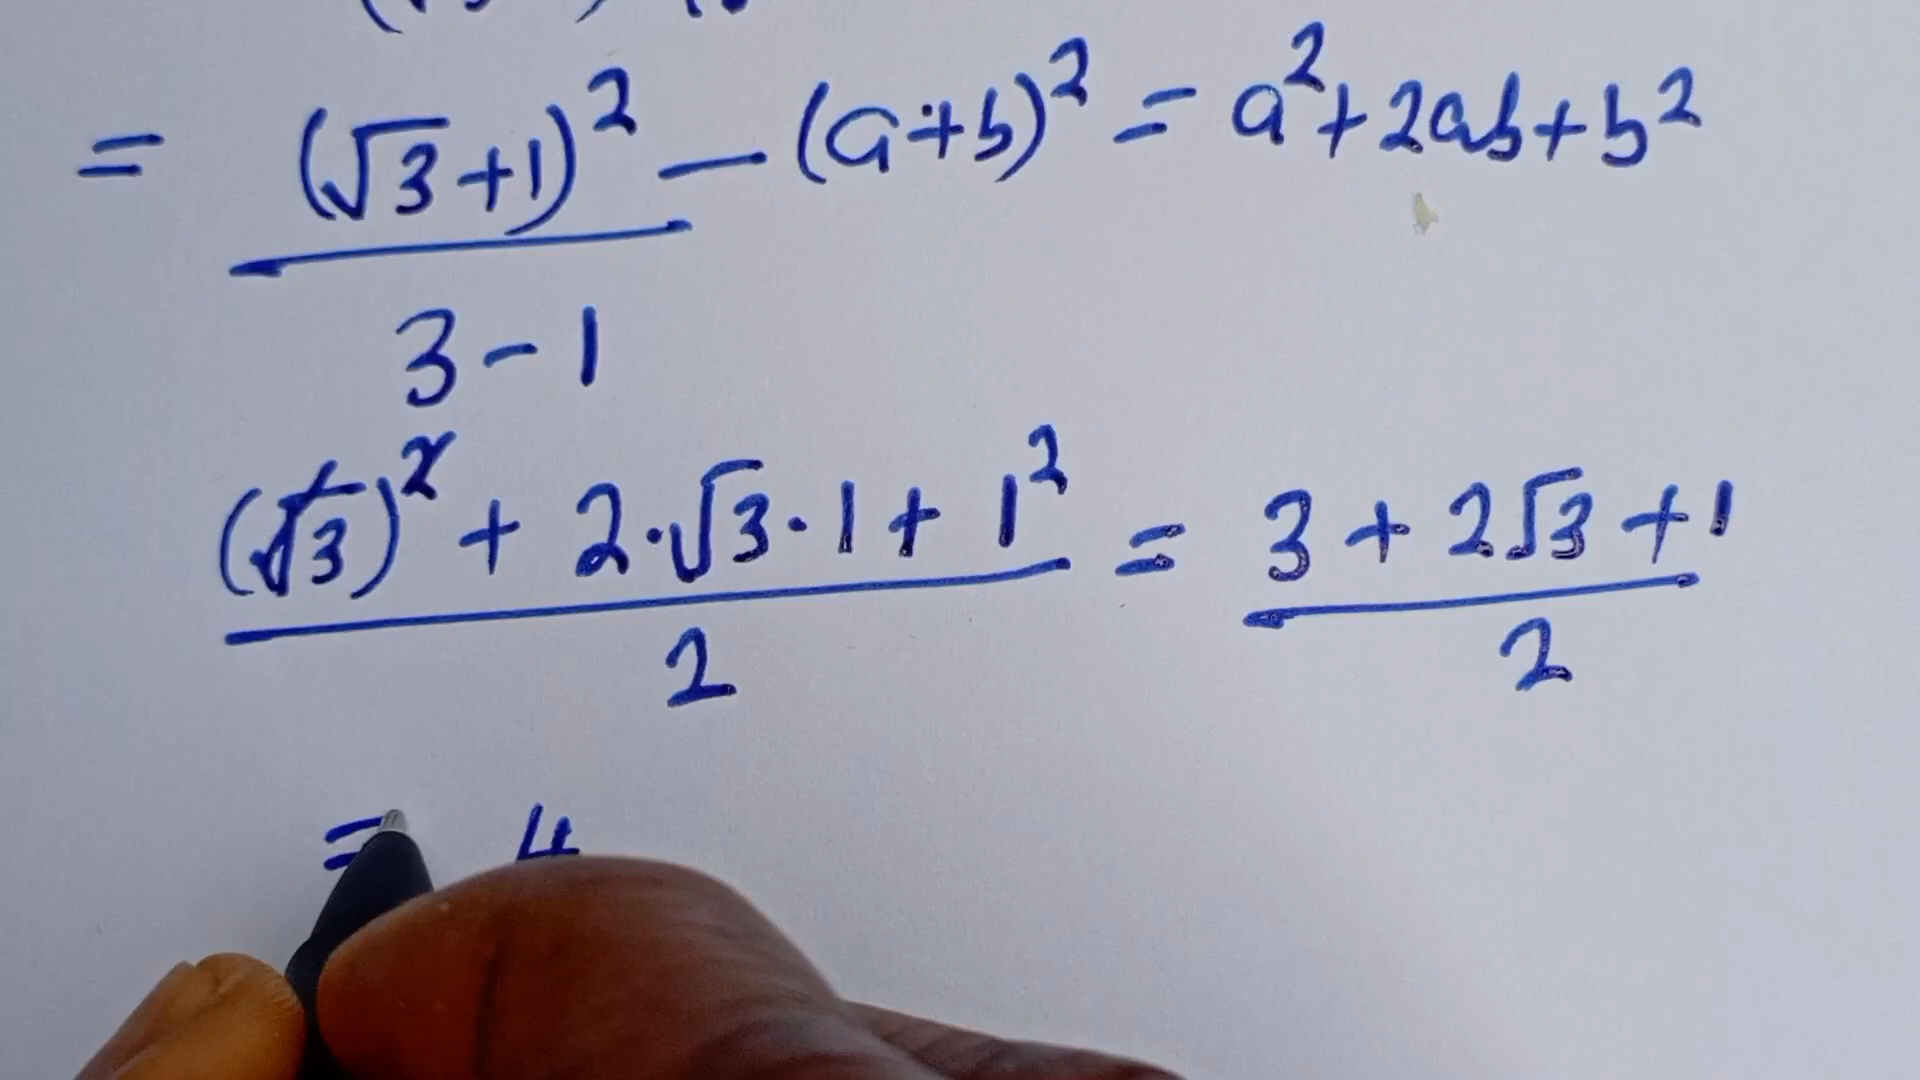 = (√3+1)² / 3-1 — (a+b)² = a²+2ab+b²
(√3)² + 2·√3·1 + 1² / 2 = 3 + 2√3 + 1 / 2
= 4